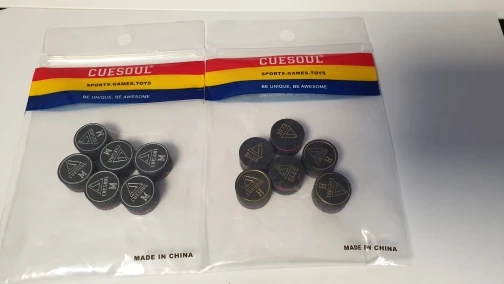 CUESOUL
SPORTS.GAMES.TOYS
BE UNIQUE, BE AWESOME
M
M
M
M
MADE IN CHINA
CUESOUL
SPORTS.GAMES.TOYS
BE UNIQUE, BE AWESOME
H
H
MADE IN CHINA